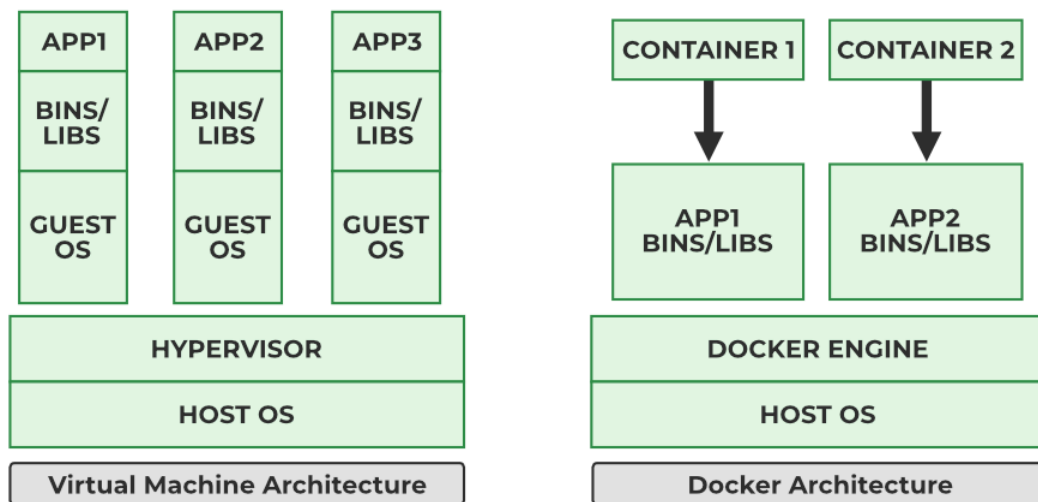 APP1
BINS/
LIBS
GUEST
OS
APP2
BINS/
LIBS
GUEST
OS
APP3
BINS/
LIBS
GUEST
OS
HYPERVISOR
HOST OS
Virtual Machine Architecture
CONTAINER 1
APP1
BINS/LIBS
CONTAINER 2
APP2
BINS/LIBS
DOCKER ENGINE
HOST OS
Docker Architecture